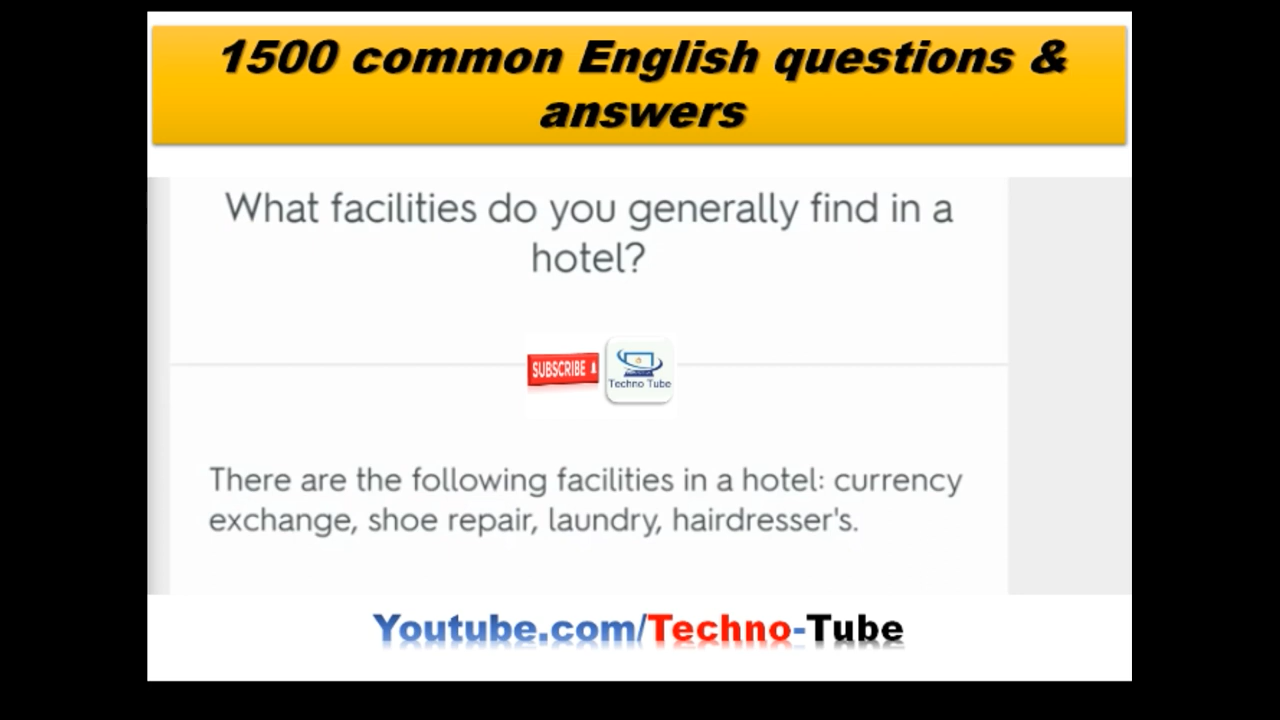 1500 common English questions &
answers
What facilities do you generally find in a
hotel?
SUBSCRIBE
Techno Tube
There are the following facilities in a hotel: currency
exchange, shoe repair, laundry, hairdresser's.
Youtube.com/Techno-Tube